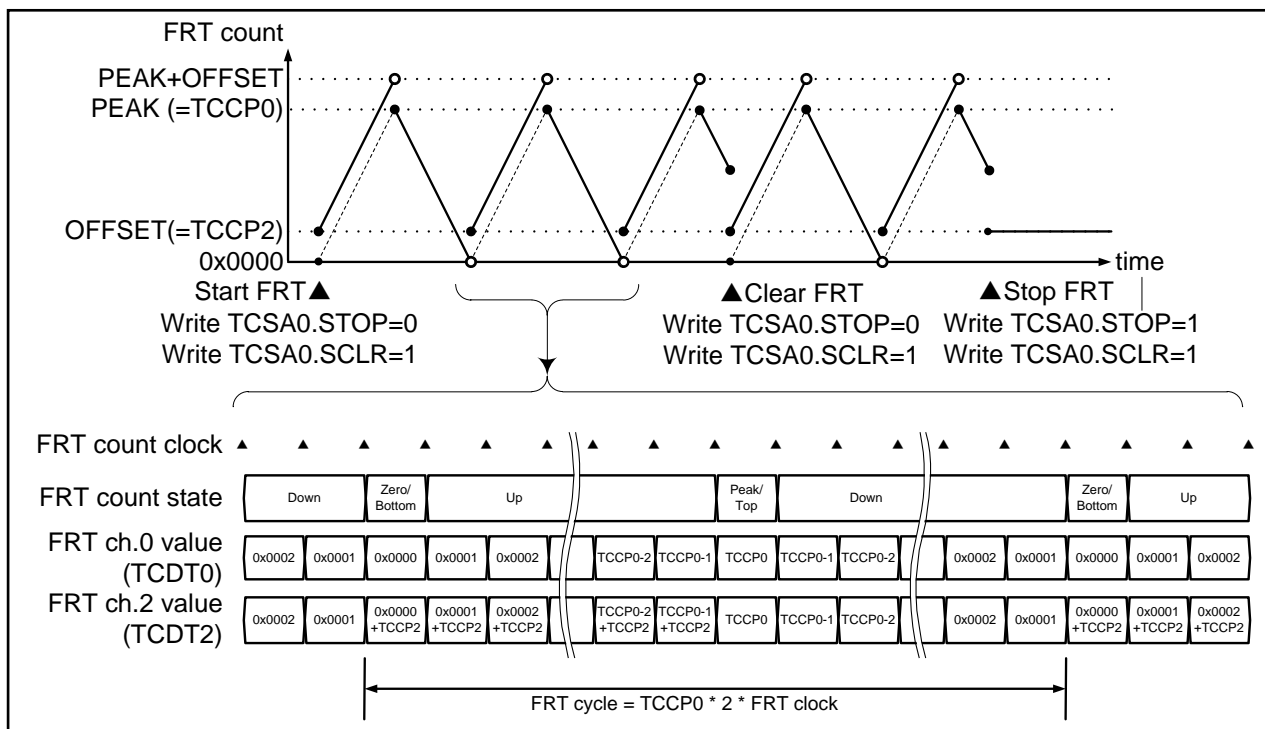 FRT count
PEAK+OFFSET
PEAK (=TCCP0)
OFFSET(=TCCP2)
0x0000
time
Start FRT▲
Write TCSA0.STOP=0
Write TCSA0.SCLR=1
▲Clear FRT
Write TCSA0.STOP=0
Write TCSA0.SCLR=1
▲Stop FRT
Write TCSA0.STOP=1
Write TCSA0.SCLR=1
FRT count clock
FRT count state
Down
Zero/
Bottom
Up
Peak/
Top
Down
Zero/
Bottom
Up
FRT ch.0 value
(TCDT0)
0x0002 0x0001 0x0000 0x0001 0x0002 TCCP0-2 TCCP0-1 TCCP0 TCCP0-1 TCCP0-2 0x0002 0x0001 0x0000 0x0001 0x0002
FRT ch.2 value
(TCDT2)
0x0002 0x0001
0x0000
+TCCP2
0x0001
+TCCP2
0x0002
+TCCP2
TCCP0-2
+TCCP2
TCCP0-1
+TCCP2
TCCP0 TCCP0-1 TCCP0-2 0x0002 0x0001
0x0000
+TCCP2
0x0001
+TCCP2
0x0002
+TCCP2
FRT cycle = TCCP0 * 2 * FRT clock